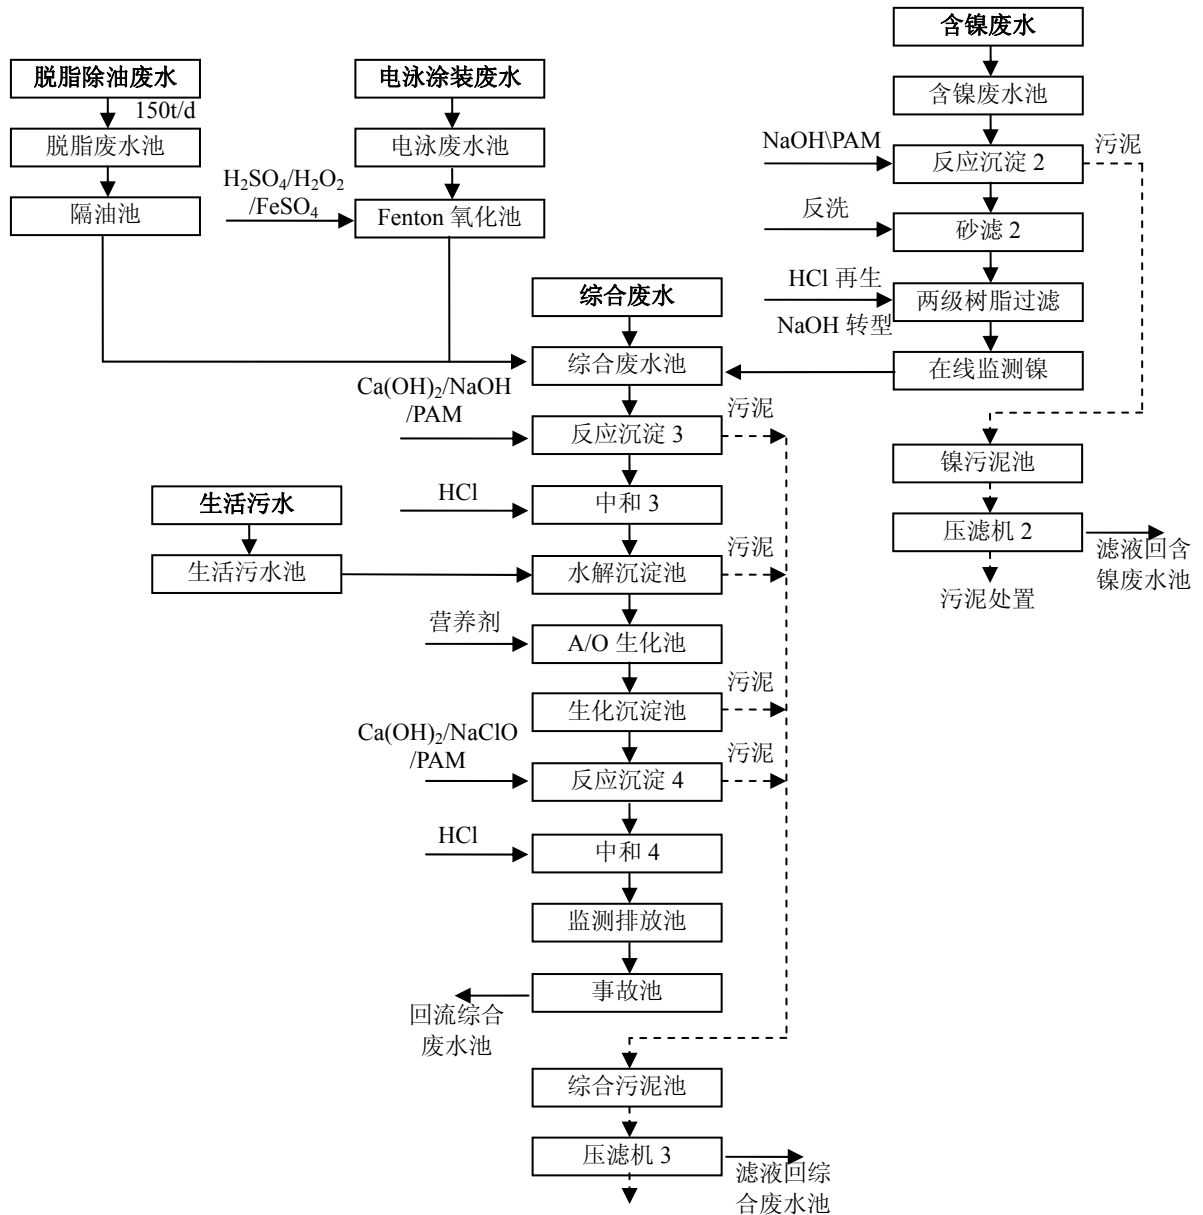 含镍废水
脱脂除油废水
电泳涂装废水
含镍废水池
150t/d
脱脂废水池
电泳废水池
NaOH\PAM
污泥
反应沉淀 2
H₂SO₄/H₂O₂
/FeSO₄
隔油池
Fenton 氧化池
反洗
砂滤 2
HCl 再生
两级树脂过滤
NaOH 转型
综合废水
综合废水池
在线监测镍
Ca(OH)₂/NaOH
/PAM
污泥
反应沉淀 3
镍污泥池
生活污水
HCl
中和 3
压滤机 2
滤液回含
镍废水池
污泥处置
生活污水池
水解沉淀池
污泥
营养剂
A/O 生化池
生化沉淀池
污泥
Ca(OH)₂/NaClO
/PAM
反应沉淀 4
污泥
HCl
中和 4
监测排放池
事故池
回流综合
废水池
综合污泥池
压滤机 3
滤液回综
合废水池